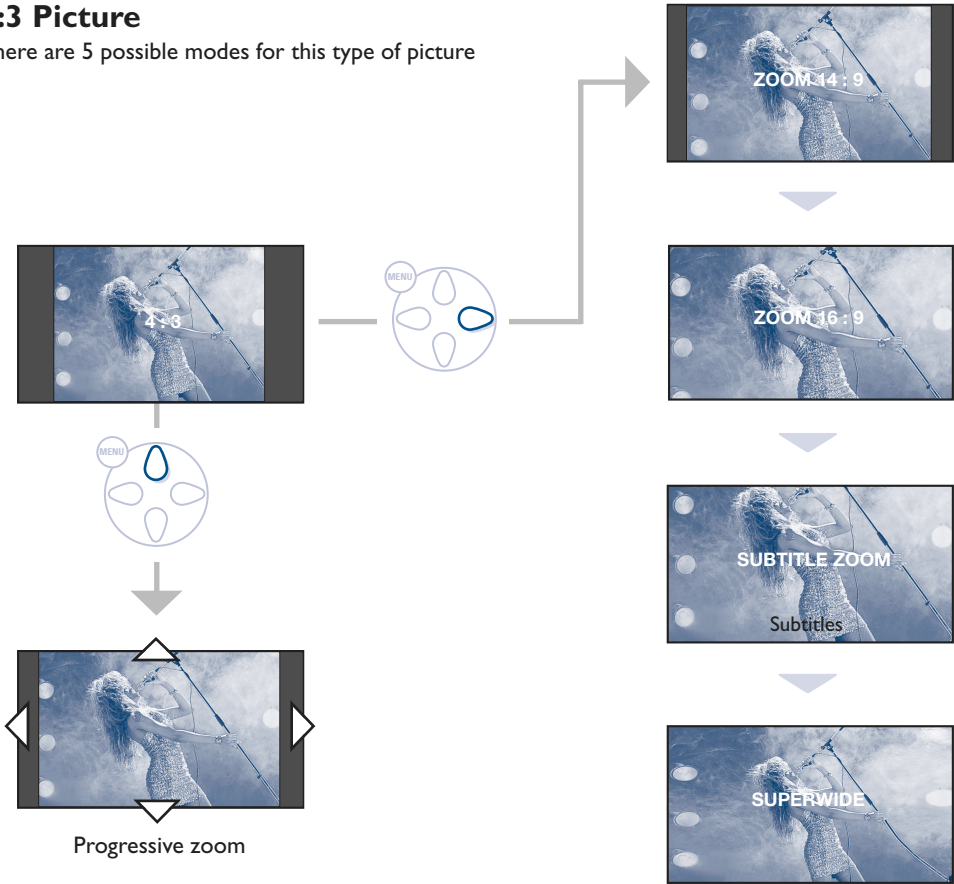 :3 Picture
here are 5 possible modes for this type of picture
ZOOM 14 : 9
4 : 3
MENU
ZOOM 16 : 9
MENU
SUBTITLE ZOOM
Subtitles
SUPERWIDE
Progressive zoom